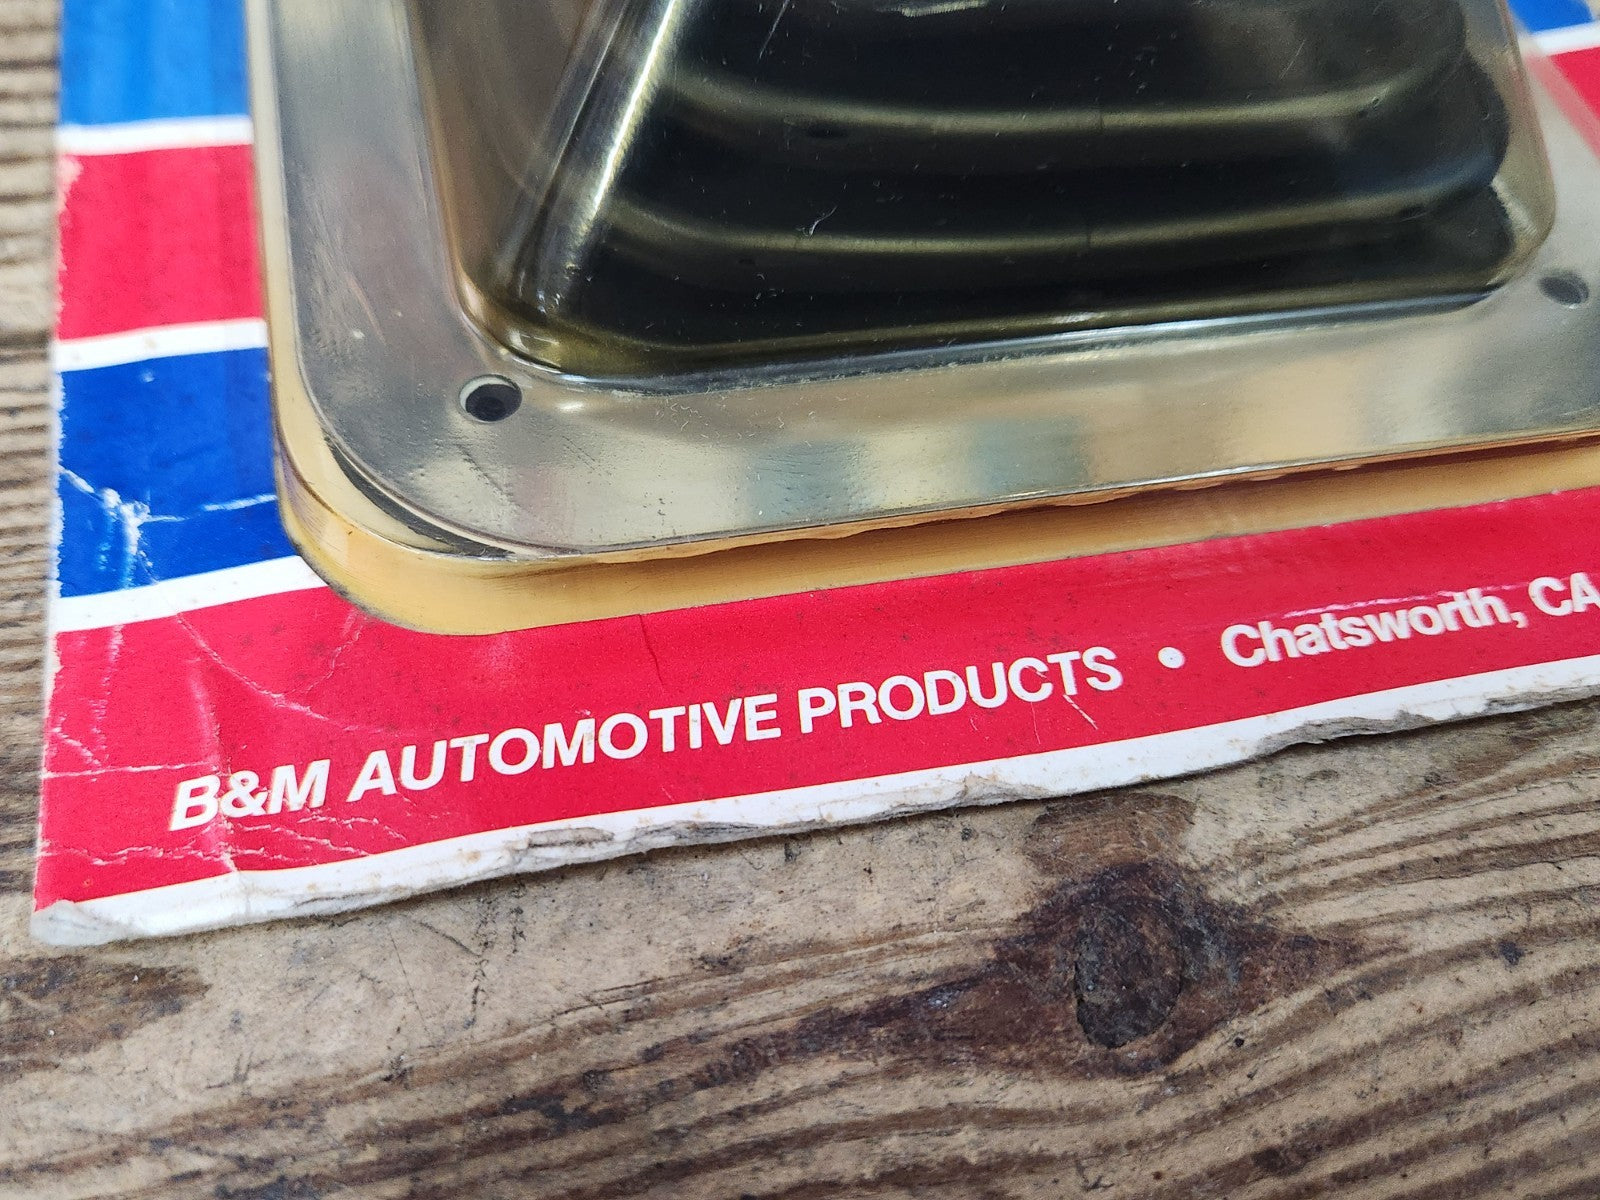 B&M AUTOMOTIVE PRODUCTS • Chatsworth, CA